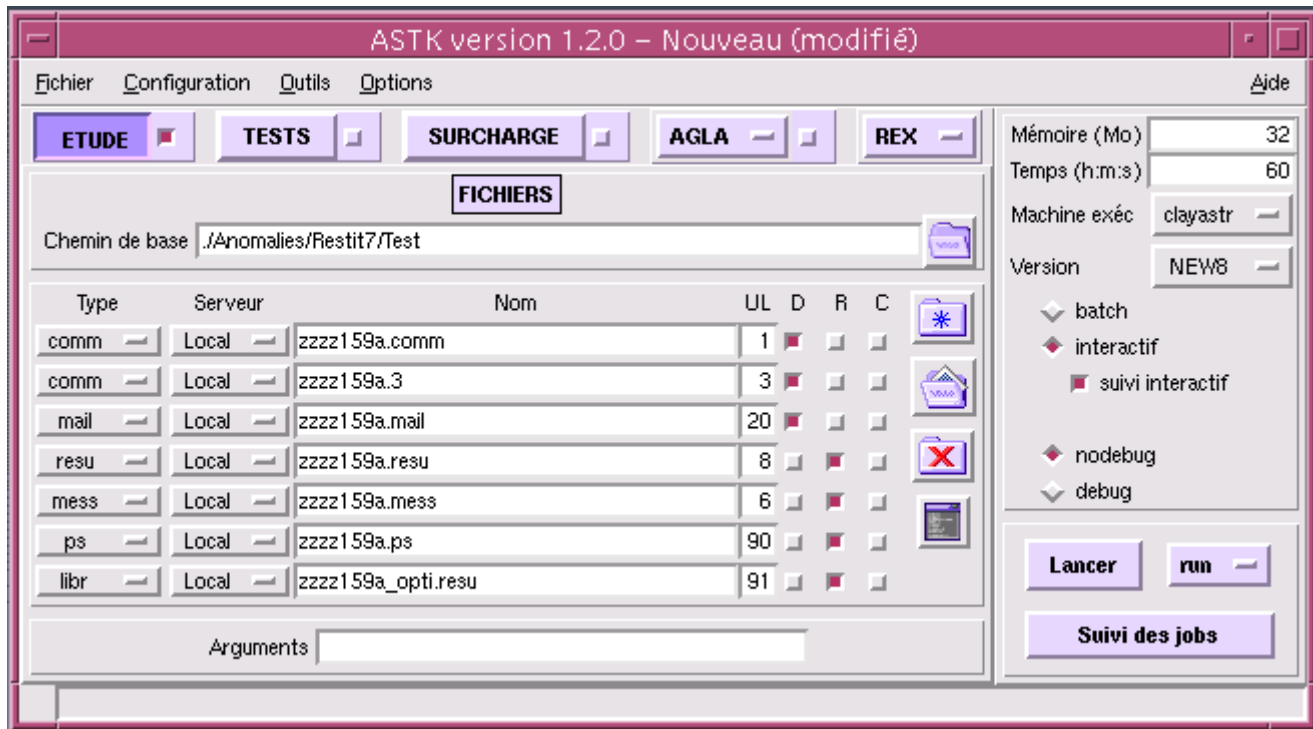 ASTK version 1.2.0 – Nouveau (modifié)
Fichier Configuration Outils Options Aide
ETUDE TESTS SURCHARGE AGLA REX
FICHIERS
Chemin de base ./Anomalies/Restit7/Test
Type Serveur Nom UL D R C
comm Local zzzz159a.comm 1
comm Local zzzz159a.3 3
mail Local zzzz159a.mail 20
resu Local zzzz159a.resu 8
mess Local zzzz159a.mess 6
ps Local zzzz159a.ps 90
libr Local zzzz159a_opti.resu 91
Arguments
Mémoire (Mo) 32
Temps (h:m:s) 60
Machine exéc clayastr
Version NEW8
batch
interactif
suivi interactif
nodebug
debug
Lancer run
Suivi des jobs